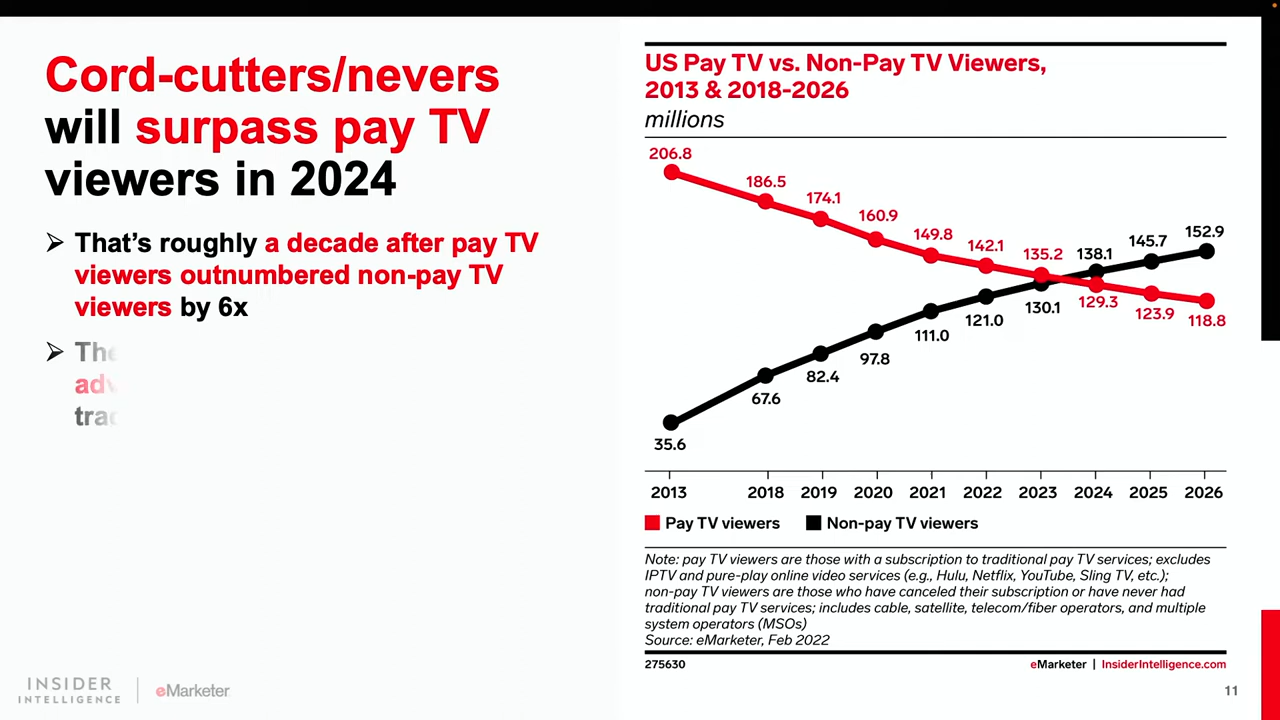 Cord-cutters/nevers
will surpass pay TV
viewers in 2024
➢ That's roughly a decade after pay TV
viewers outnumbered non-pay TV
viewers by 6x
➢ The
US Pay TV vs. Non-Pay TV Viewers,
2013 & 2018-2026
millions
206.8
186.5
174.1
160.9
149.8
142.1
135.2
138.1
145.7
152.9
35.6
67.6
82.4
97.8
111.0
121.0
130.1
129.3
123.9
118.8
2013 2018 2019 2020 2021 2022 2023 2024 2025 2026
Pay TV viewers Non-pay TV viewers
Note: pay TV viewers are those with a subscription to traditional pay TV services; excludes
IPTV and pure-play online video services (e.g., Hulu, Netflix, YouTube, Sling TV, etc.);
non-pay TV viewers are those who have canceled their subscription or have never had
traditional pay TV services; includes cable, satellite, telecom/fiber operators, and multiple
system operators (MSOs)
Source: eMarketer, Feb 2022
275630 eMarketer | InsiderIntelligence.com
INSIDER
INTELLIGENCE | eMarketer
11